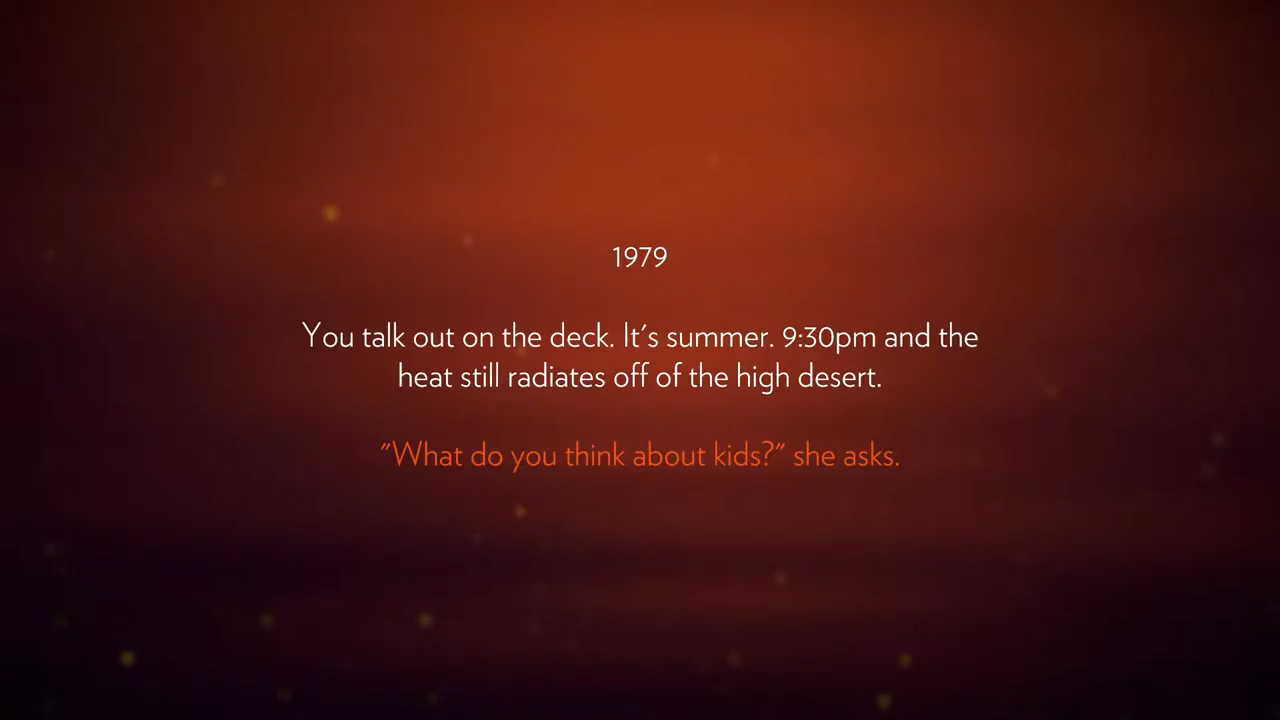 1979
You talk out on the deck. It's summer. 9:30pm and the
heat still radiates off of the high desert.
"What do you think about kids?" she asks.